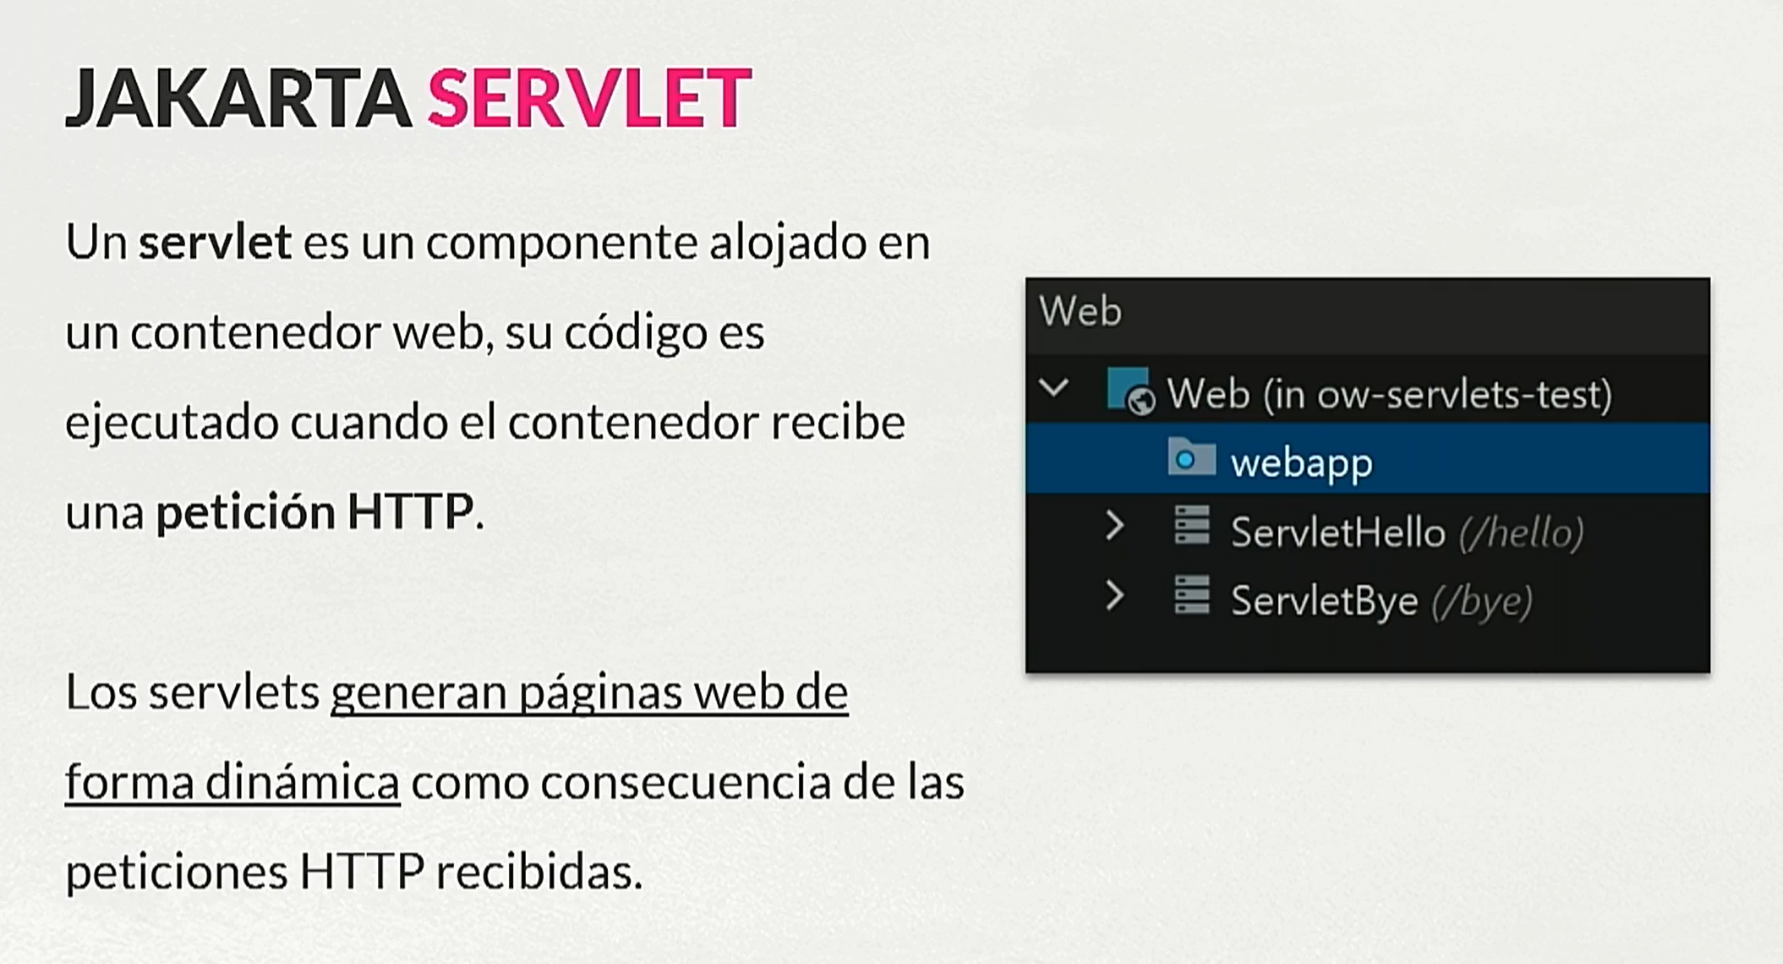 JAKARTA SERVLET
Un servlet es un componente alojado en
un contenedor web, su código es
ejecutado cuando el contenedor recibe
una petición HTTP.
Los servlets generan páginas web de
forma dinámica como consecuencia de las
peticiones HTTP recibidas.
Web
Web (in ow-servlets-test)
webapp
ServletHello (/hello)
ServletBye (/bye)